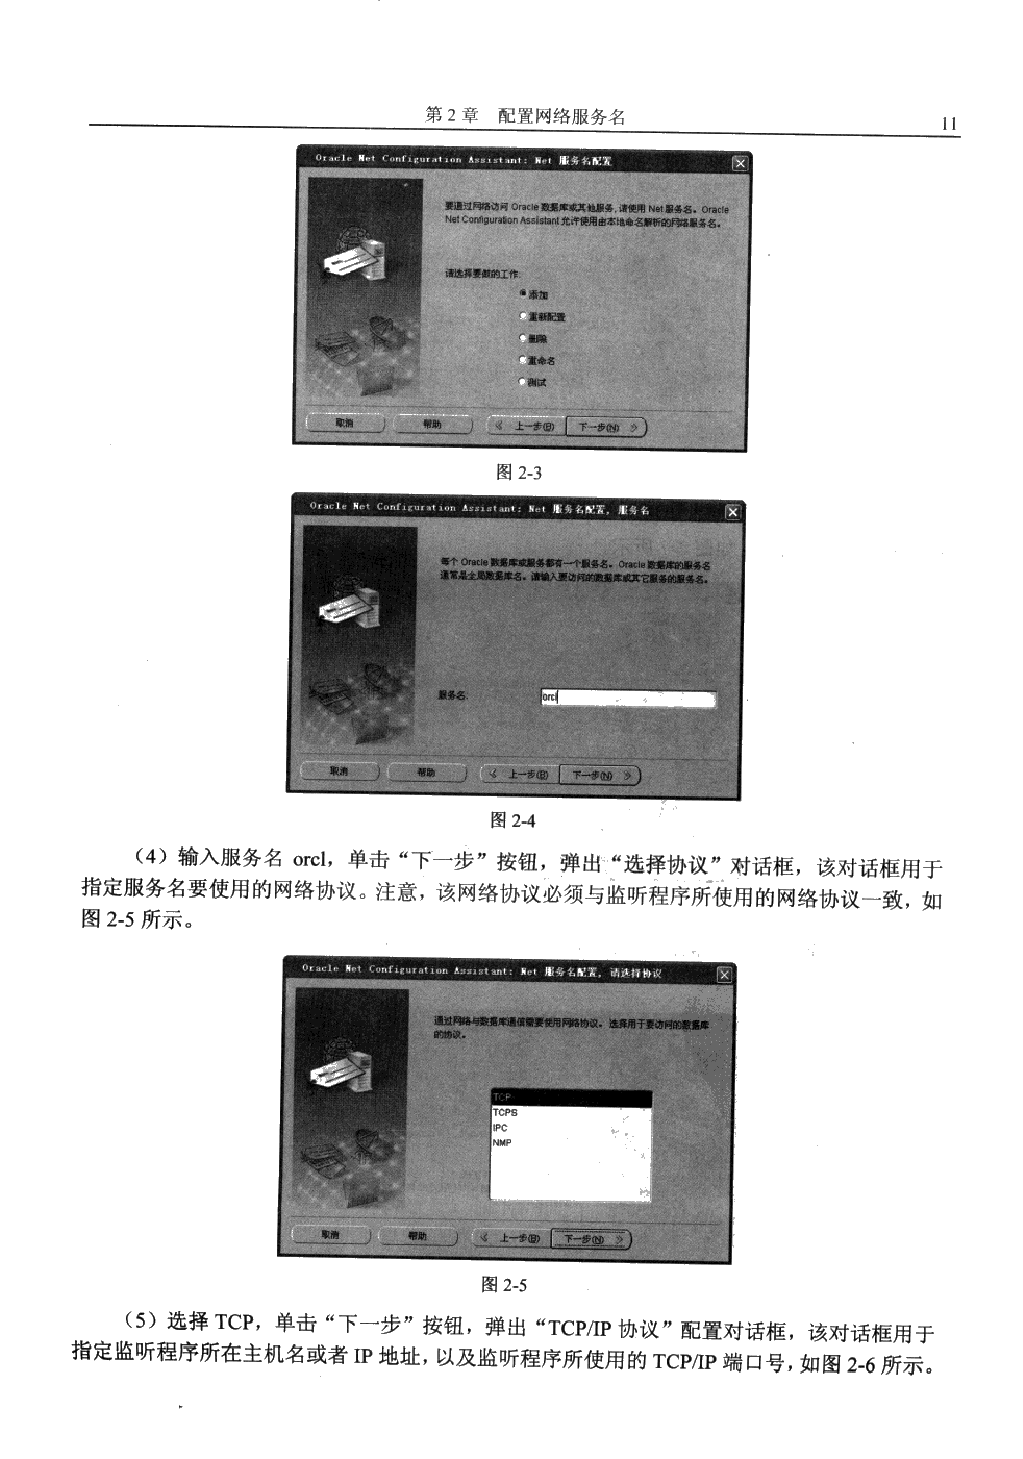 第 2 章　配置网络服务名
11
Oracle Net Configuration Assistant: Net 服务名配置
要通过网络访问 Oracle 数据库或其他服务, 请使用 Net 服务名。Oracle
Net Configuration Assistant 允许使用由本地命名解析的网络服务名。
请选择要做的工作:
添加
重新配置
删除
重命名
测试
取消
帮助
上一步(B)
下一步(N)
图 2-3
Oracle Net Configuration Assistant: Net 服务名配置, 服务名
每个 Oracle 数据库或服务都有一个服务名。Oracle 数据库的服务名
通常是全局数据库名。请输入要访问的数据库或其它服务的服务名。
服务名
orcl
取消
帮助
上一步(B)
下一步(N)
图 2-4
（4）输入服务名 orcl，单击“下一步”按钮，弹出“选择协议”对话框，该对话框用于
指定服务名要使用的网络协议。注意，该网络协议必须与监听程序所使用的网络协议一致，如
图 2-5 所示。
Oracle Net Configuration Assistant: Net 服务名配置, 请选择协议
通过网络与数据库通信需要使用网络协议。选择用于要访问的数据库
的协议。
TCP
TCPS
IPC
NMP
取消
帮助
上一步(B)
下一步(N)
图 2-5
（5）选择 TCP，单击“下一步”按钮，弹出“TCP/IP 协议”配置对话框，该对话框用于
指定监听程序所在主机名或者 IP 地址，以及监听程序所使用的 TCP/IP 端口号，如图 2-6 所示。